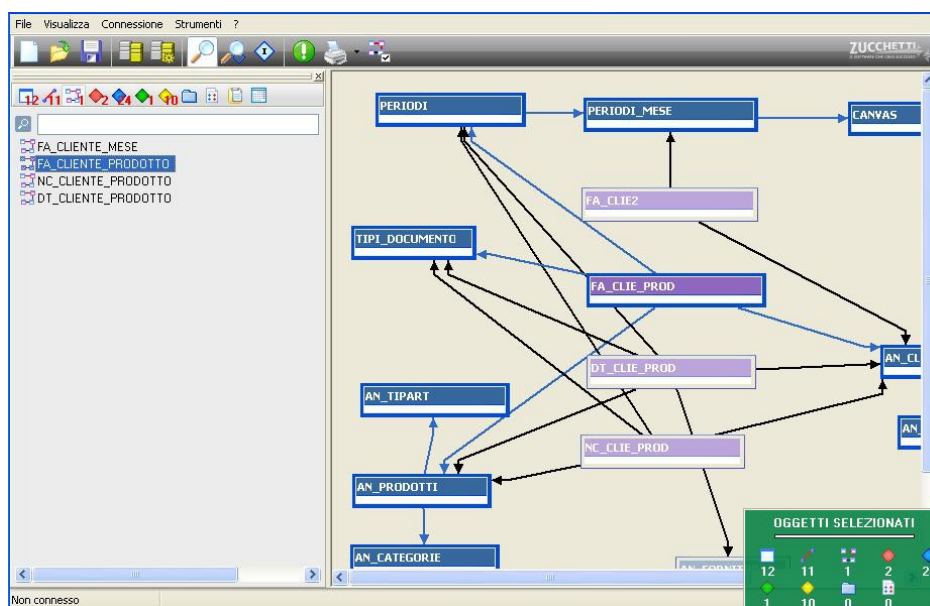 File Visualizza Connessione Strumenti ?
ZUCCHETTI
12 11 1 2 24 1 10
FA_CLIENTE_MESE
FA_CLIENTE_PRODOTTO
NC_CLIENTE_PRODOTTO
DT_CLIENTE_PRODOTTO
PERIODI
PERIODI_MESE
CANVAS
FA_CLIE2
TIPI_DOCUMENTO
FA_CLIE_PROD
AN_CL
DT_CLIE_PROD
AN_TIPART
AN_
NC_CLIE_PROD
AN_PRODOTTI
AN_CATEGORIE
OGGETTI SELEZIONATI
12 11 1 2 2
1 10 0 0
Non connesso